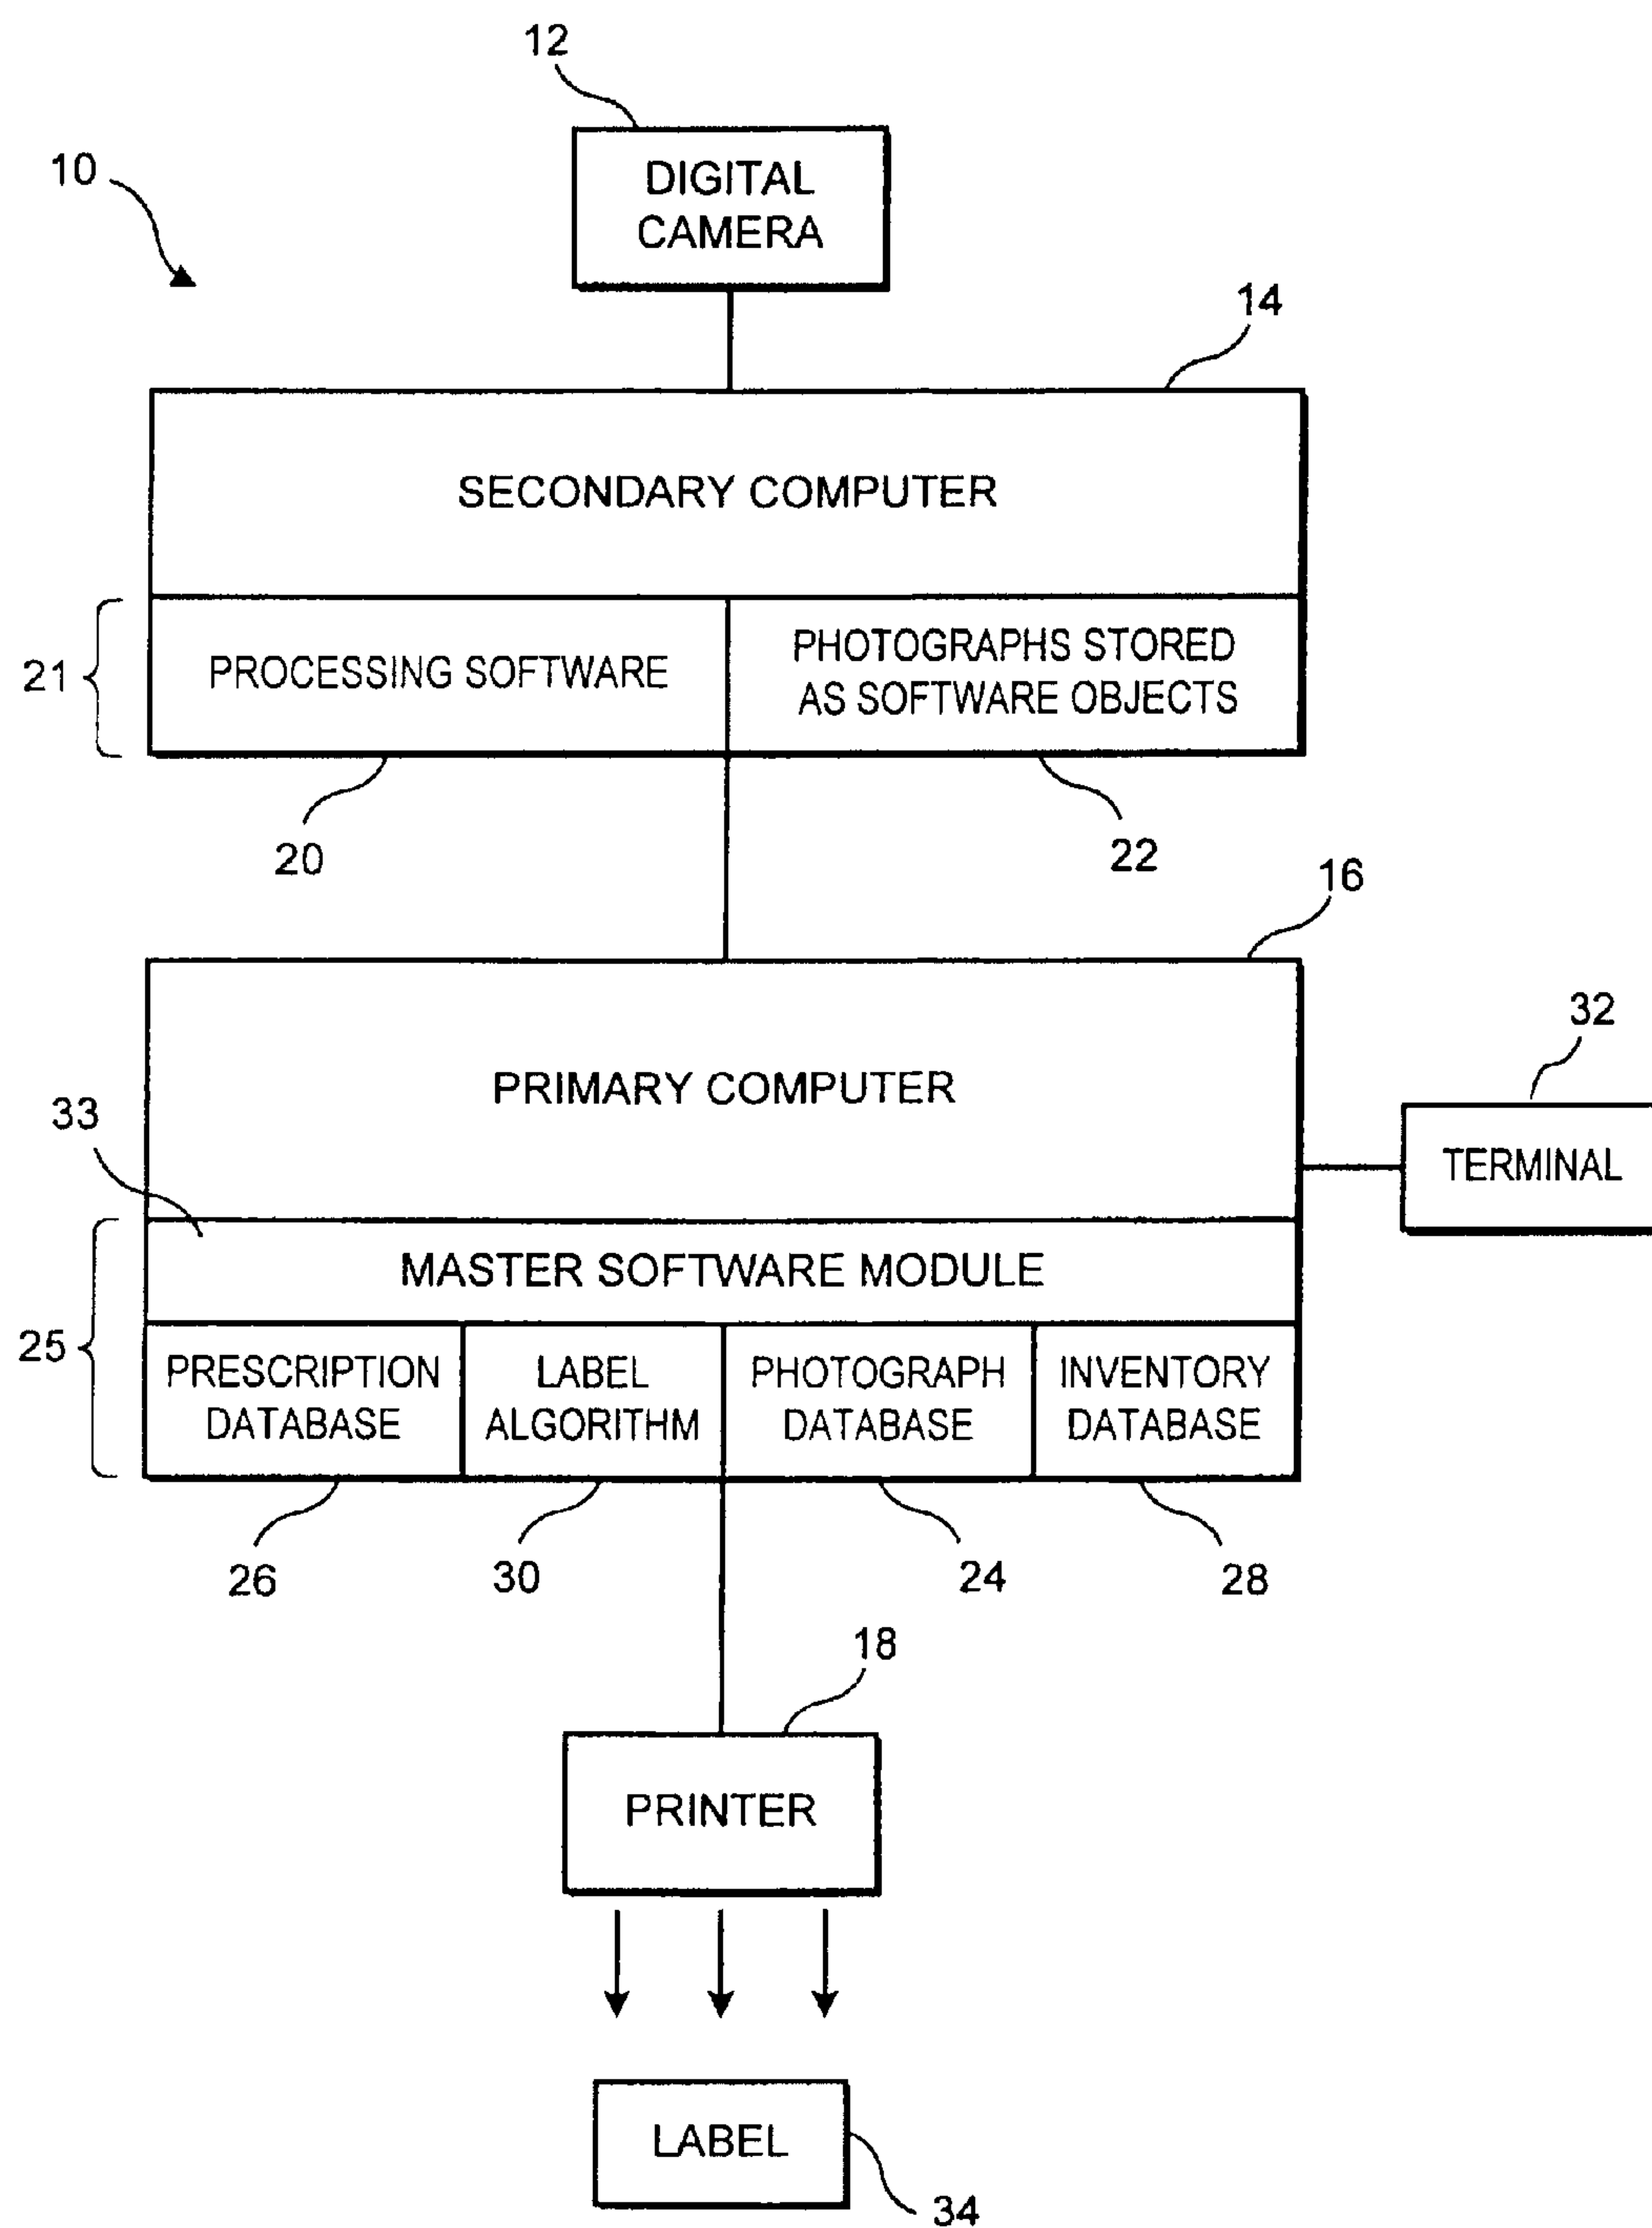 12
10
DIGITAL
CAMERA
14
SECONDARY COMPUTER
21
PROCESSING SOFTWARE
PHOTOGRAPHS STORED
AS SOFTWARE OBJECTS
20
22
16
32
PRIMARY COMPUTER
33
TERMINAL
MASTER SOFTWARE MODULE
25
PRESCRIPTION
DATABASE
LABEL
ALGORITHM
PHOTOGRAPH
DATABASE
INVENTORY
DATABASE
26
30
24
28
18
PRINTER
LABEL
34